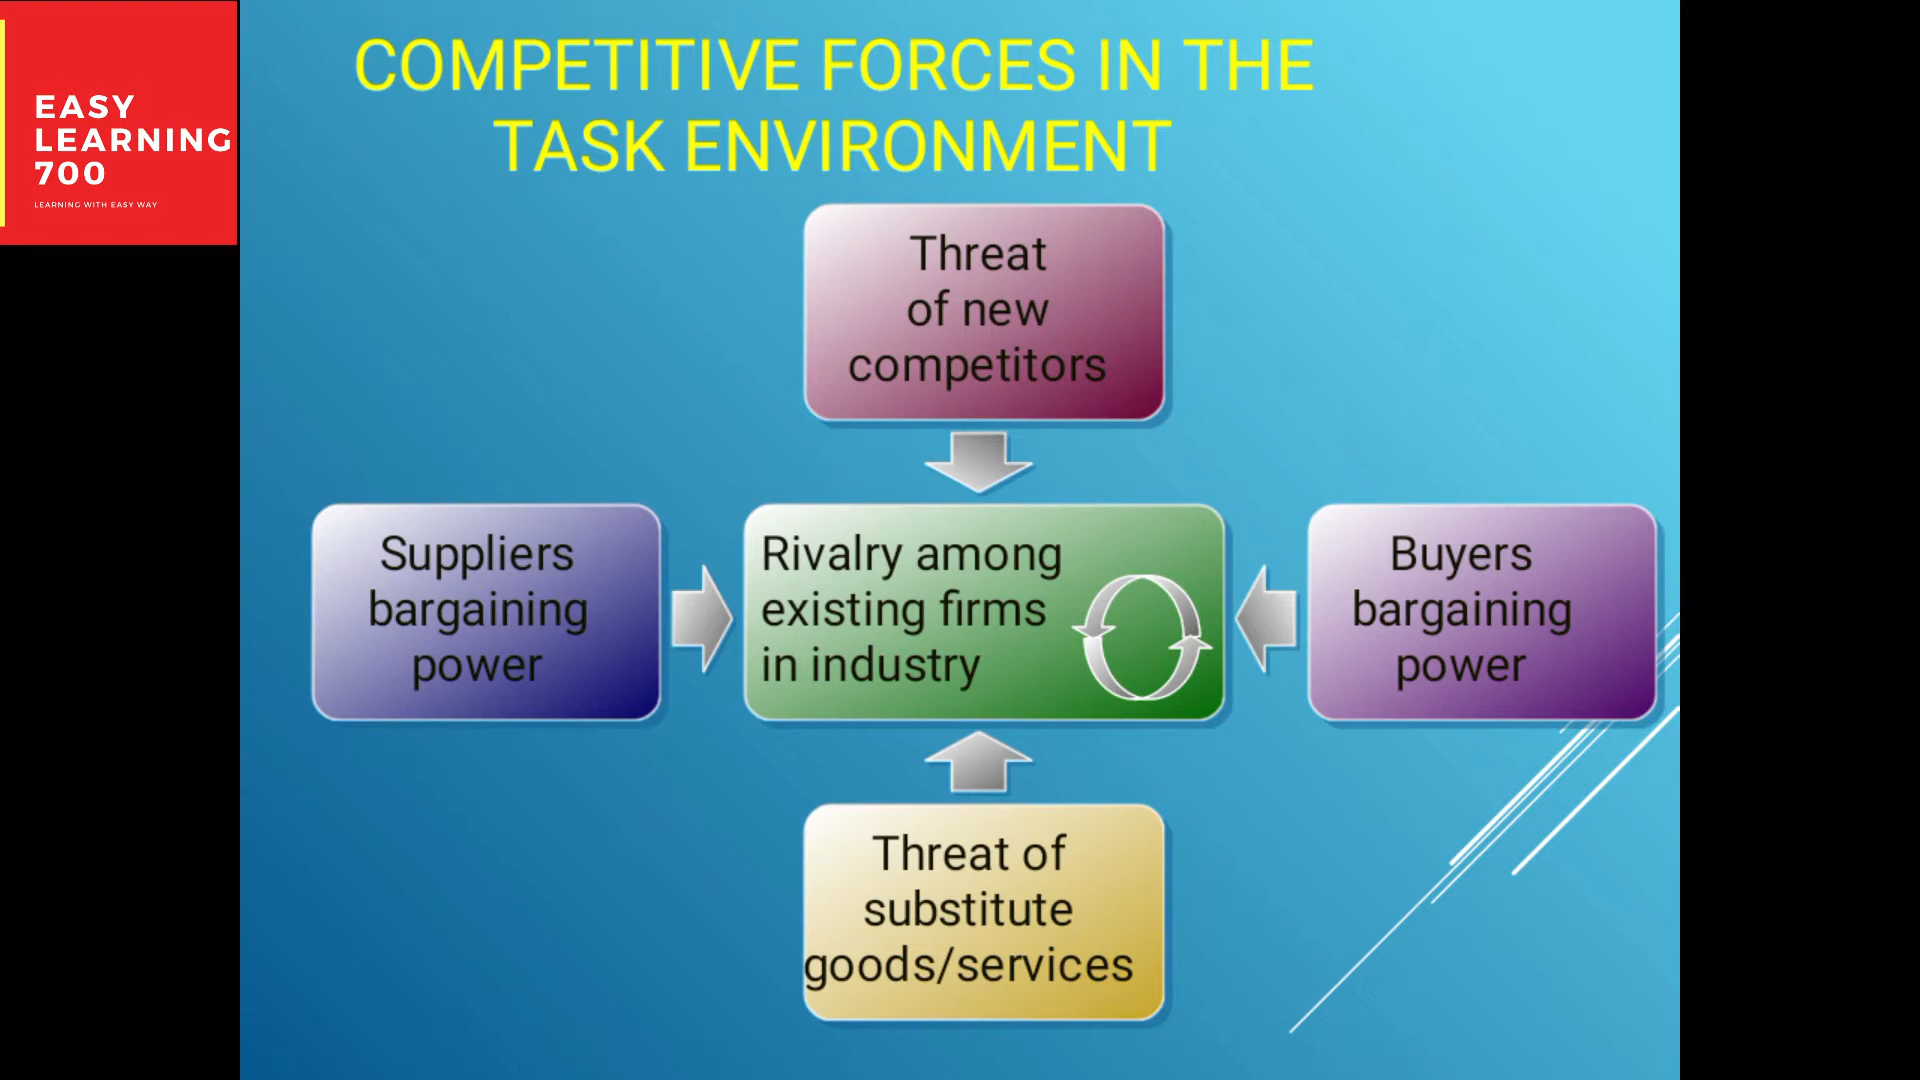 EASY
LEARNING
700
LEARNING WITH EASY WAY
COMPETITIVE FORCES IN THE
TASK ENVIRONMENT
Threat
of new
competitors
Suppliers
bargaining
power
Rivalry among
existing firms
in industry
Buyers
bargaining
power
Threat of
substitute
goods/services